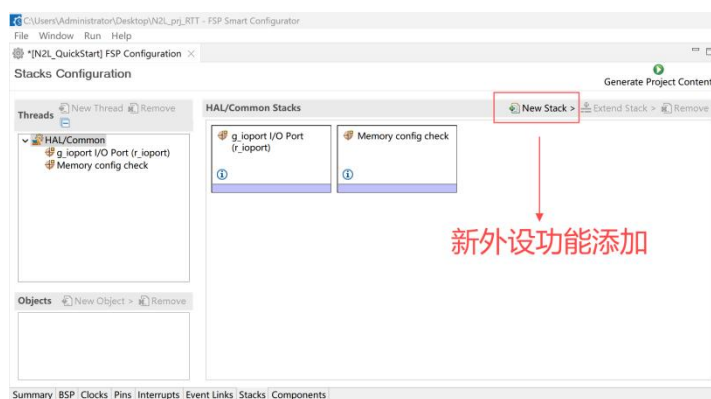 C:\Users\Administrator\Desktop\N2L_prj_RTT - FSP Smart Configurator
File Window Run Help
*[N2L_QuickStart] FSP Configuration
Stacks Configuration
Generate Project Content
Threads New Thread Remove
HAL/Common
g_ioport I/O Port (r_ioport)
Memory config check
Objects New Object > Remove
HAL/Common Stacks
New Stack > Extend Stack > Remove
g_ioport I/O Port
(r_ioport)
Memory config check
新外设功能添加
Summary BSP Clocks Pins Interrupts Event Links Stacks Components